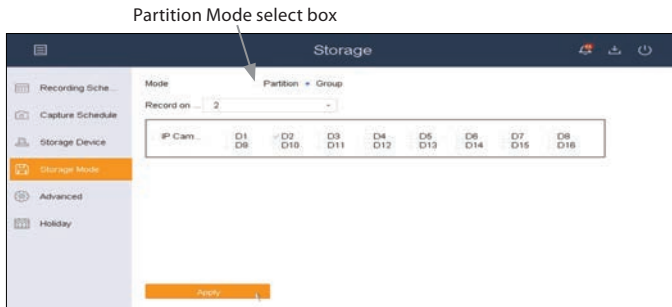 Partition Mode select box
Storage
Mode Partition Group
Recording Sche...
Record on ... 2
Capture Schedule
IP Cam... D1 D2 D3 D4 D5 D6 D7 D8
D9 D10 D11 D12 D13 D14 D15 D16
Storage Device
Storage Mode
Advanced
Holiday
Apply